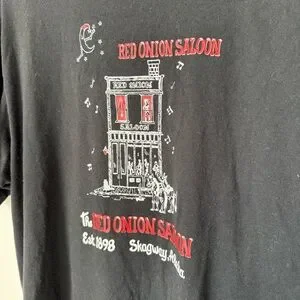 RED ONION SALOON
RED ONION
SALOON
The RED ONION SALOON
Est. 1898 Skagway, Alaska